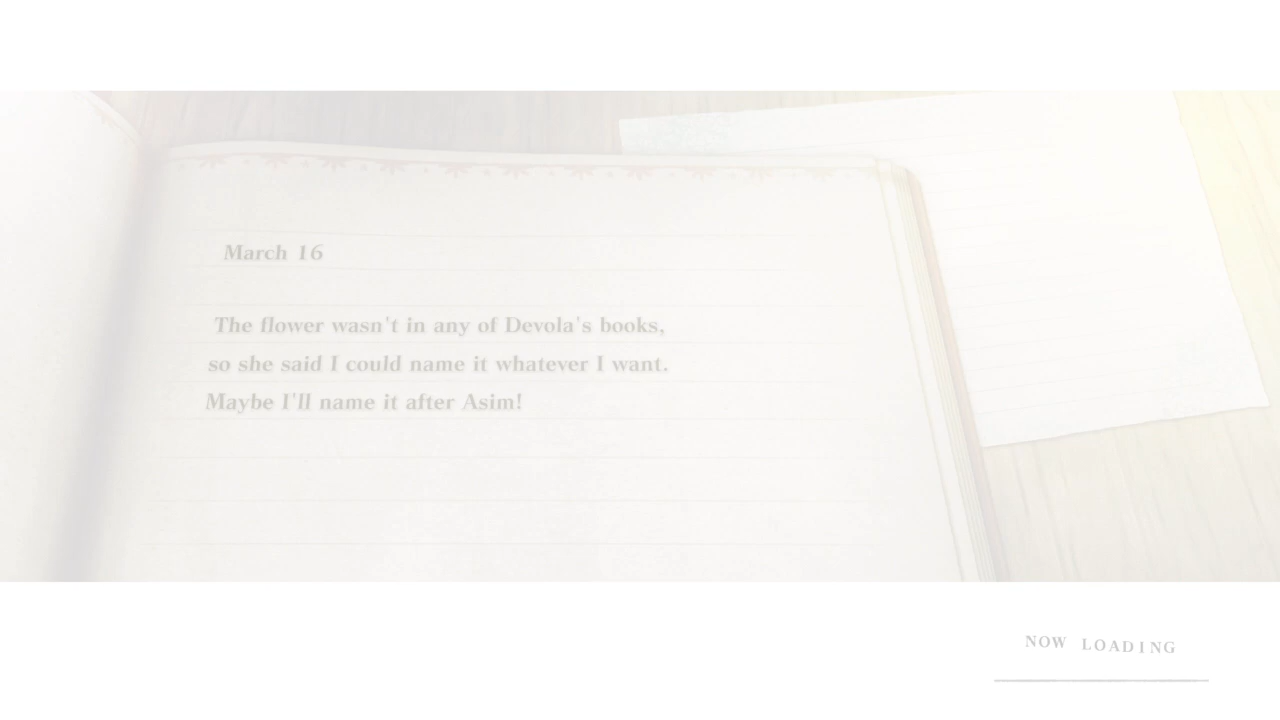 March 16
The flower wasn't in any of Devola's books,
so she said I could name it whatever I want.
Maybe I'll name it after Asim!
NOW LOADING